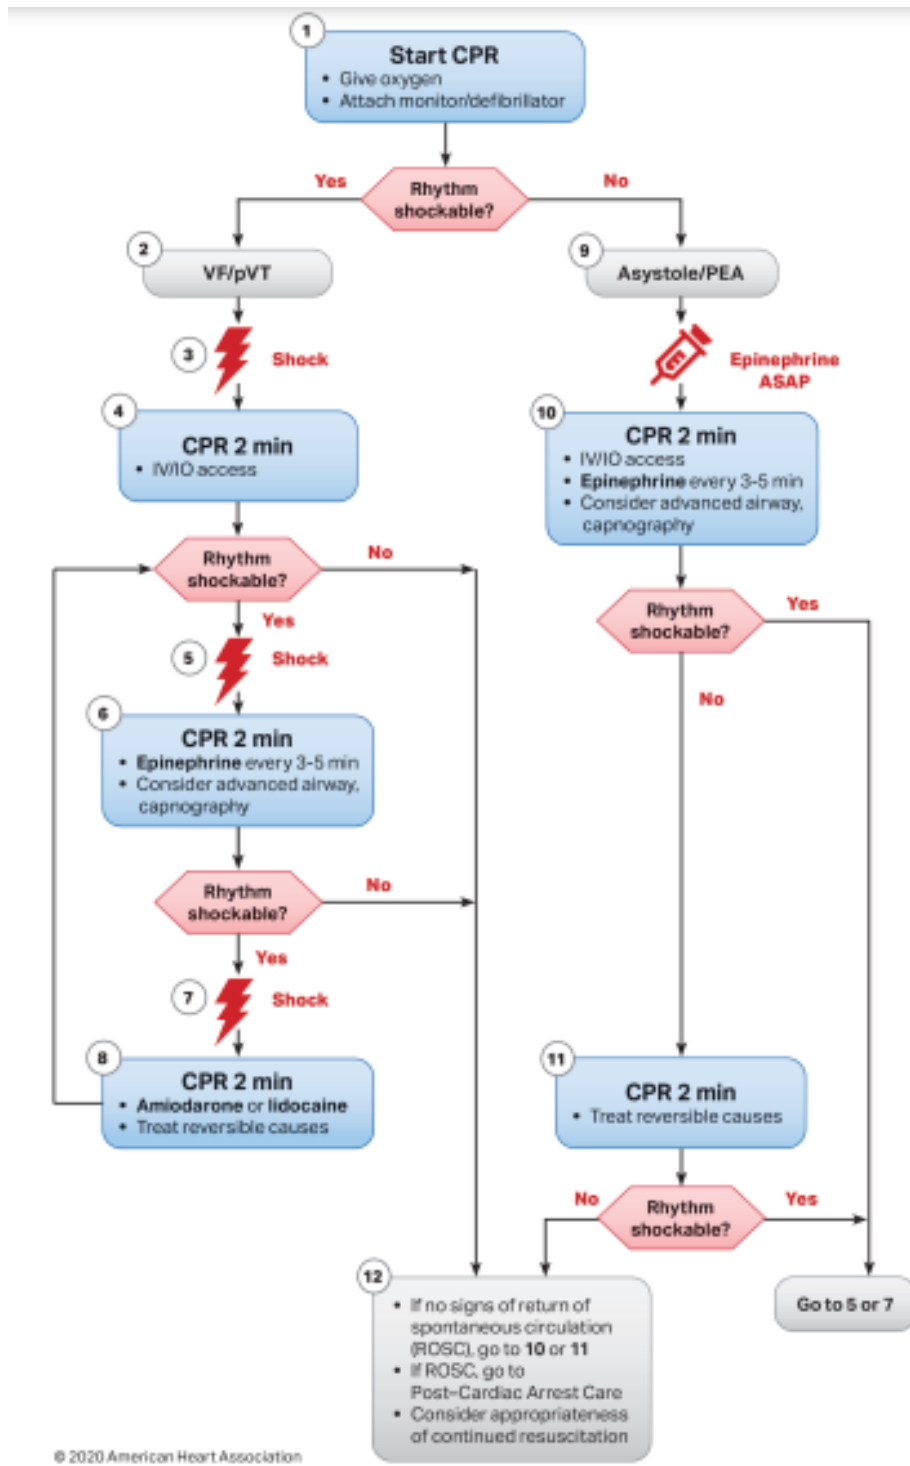 1
Start CPR
• Give oxygen
• Attach monitor/defibrillator
Yes
Rhythm
shockable?
No
2
VF/pVT
3
Shock
4
CPR 2 min
• IV/IO access
Rhythm
shockable?
No
Yes
5
Shock
6
CPR 2 min
• Epinephrine every 3-5 min
• Consider advanced airway,
capnography
Rhythm
shockable?
No
Yes
7
Shock
8
CPR 2 min
• Amiodarone or lidocaine
• Treat reversible causes
9
Asystole/PEA
Epinephrine
ASAP
10
CPR 2 min
• IV/IO access
• Epinephrine every 3-5 min
• Consider advanced airway,
capnography
Rhythm
shockable?
Yes
No
11
CPR 2 min
• Treat reversible causes
No
Rhythm
shockable?
Yes
12
• If no signs of return of
spontaneous circulation
(ROSC), go to 10 or 11
• If ROSC, go to
Post–Cardiac Arrest Care
• Consider appropriateness
of continued resuscitation
Go to 5 or 7
© 2020 American Heart Association